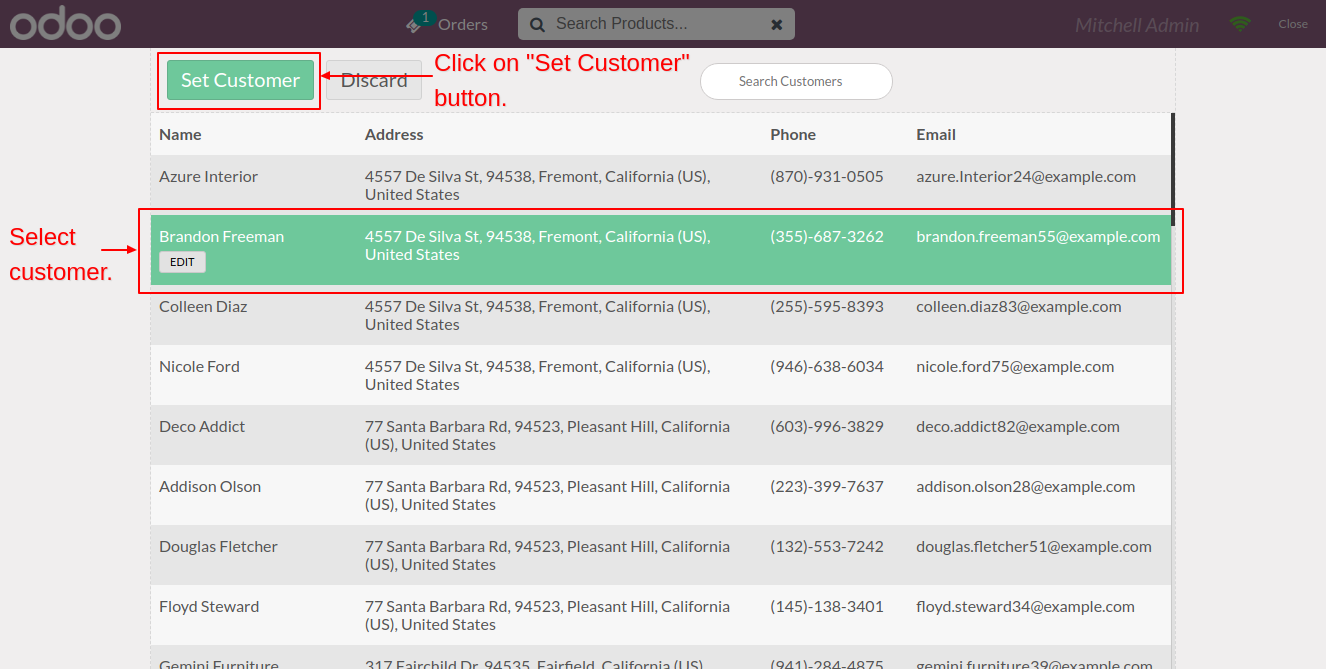 odoo 1 Orders Search Products... Mitchell Admin Close
Set Customer Discard Click on "Set Customer" Search Customers
button.
Name Address Phone Email
Azure Interior 4557 De Silva St, 94538, Fremont, California (US), (870)-931-0505 azure.Interior24@example.com
United States
Select
customer.
Brandon Freeman 4557 De Silva St, 94538, Fremont, California (US), (355)-687-3262 brandon.freeman55@example.com
United States
EDIT
Colleen Diaz 4557 De Silva St, 94538, Fremont, California (US), (255)-595-8393 colleen.diaz83@example.com
United States
Nicole Ford 4557 De Silva St, 94538, Fremont, California (US), (946)-638-6034 nicole.ford75@example.com
United States
Deco Addict 77 Santa Barbara Rd, 94523, Pleasant Hill, California (603)-996-3829 deco.addict82@example.com
(US), United States
Addison Olson 77 Santa Barbara Rd, 94523, Pleasant Hill, California (223)-399-7637 addison.olson28@example.com
(US), United States
Douglas Fletcher 77 Santa Barbara Rd, 94523, Pleasant Hill, California (132)-553-7242 douglas.fletcher51@example.com
(US), United States
Floyd Steward 77 Santa Barbara Rd, 94523, Pleasant Hill, California (145)-138-3401 floyd.steward34@example.com
(US), United States
Gemini Furniture 317 Fairchild Dr, 94535, Fairfield, California (US), (941)-284-4875 gemini.furniture39@example.com